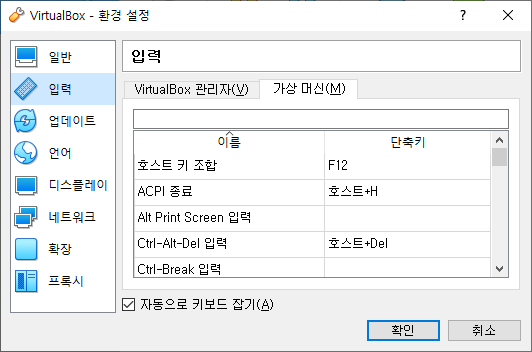 VirtualBox - 환경 설정
일반
입력
업데이트
언어
디스플레이
네트워크
확장
프록시
입력
VirtualBox 관리자(V)
가상 머신(M)
이름 단축키
호스트 키 조합 F12
ACPI 종료 호스트+H
Alt Print Screen 입력
Ctrl-Alt-Del 입력 호스트+Del
Ctrl-Break 입력
자동으로 키보드 잡기(A)
확인 취소